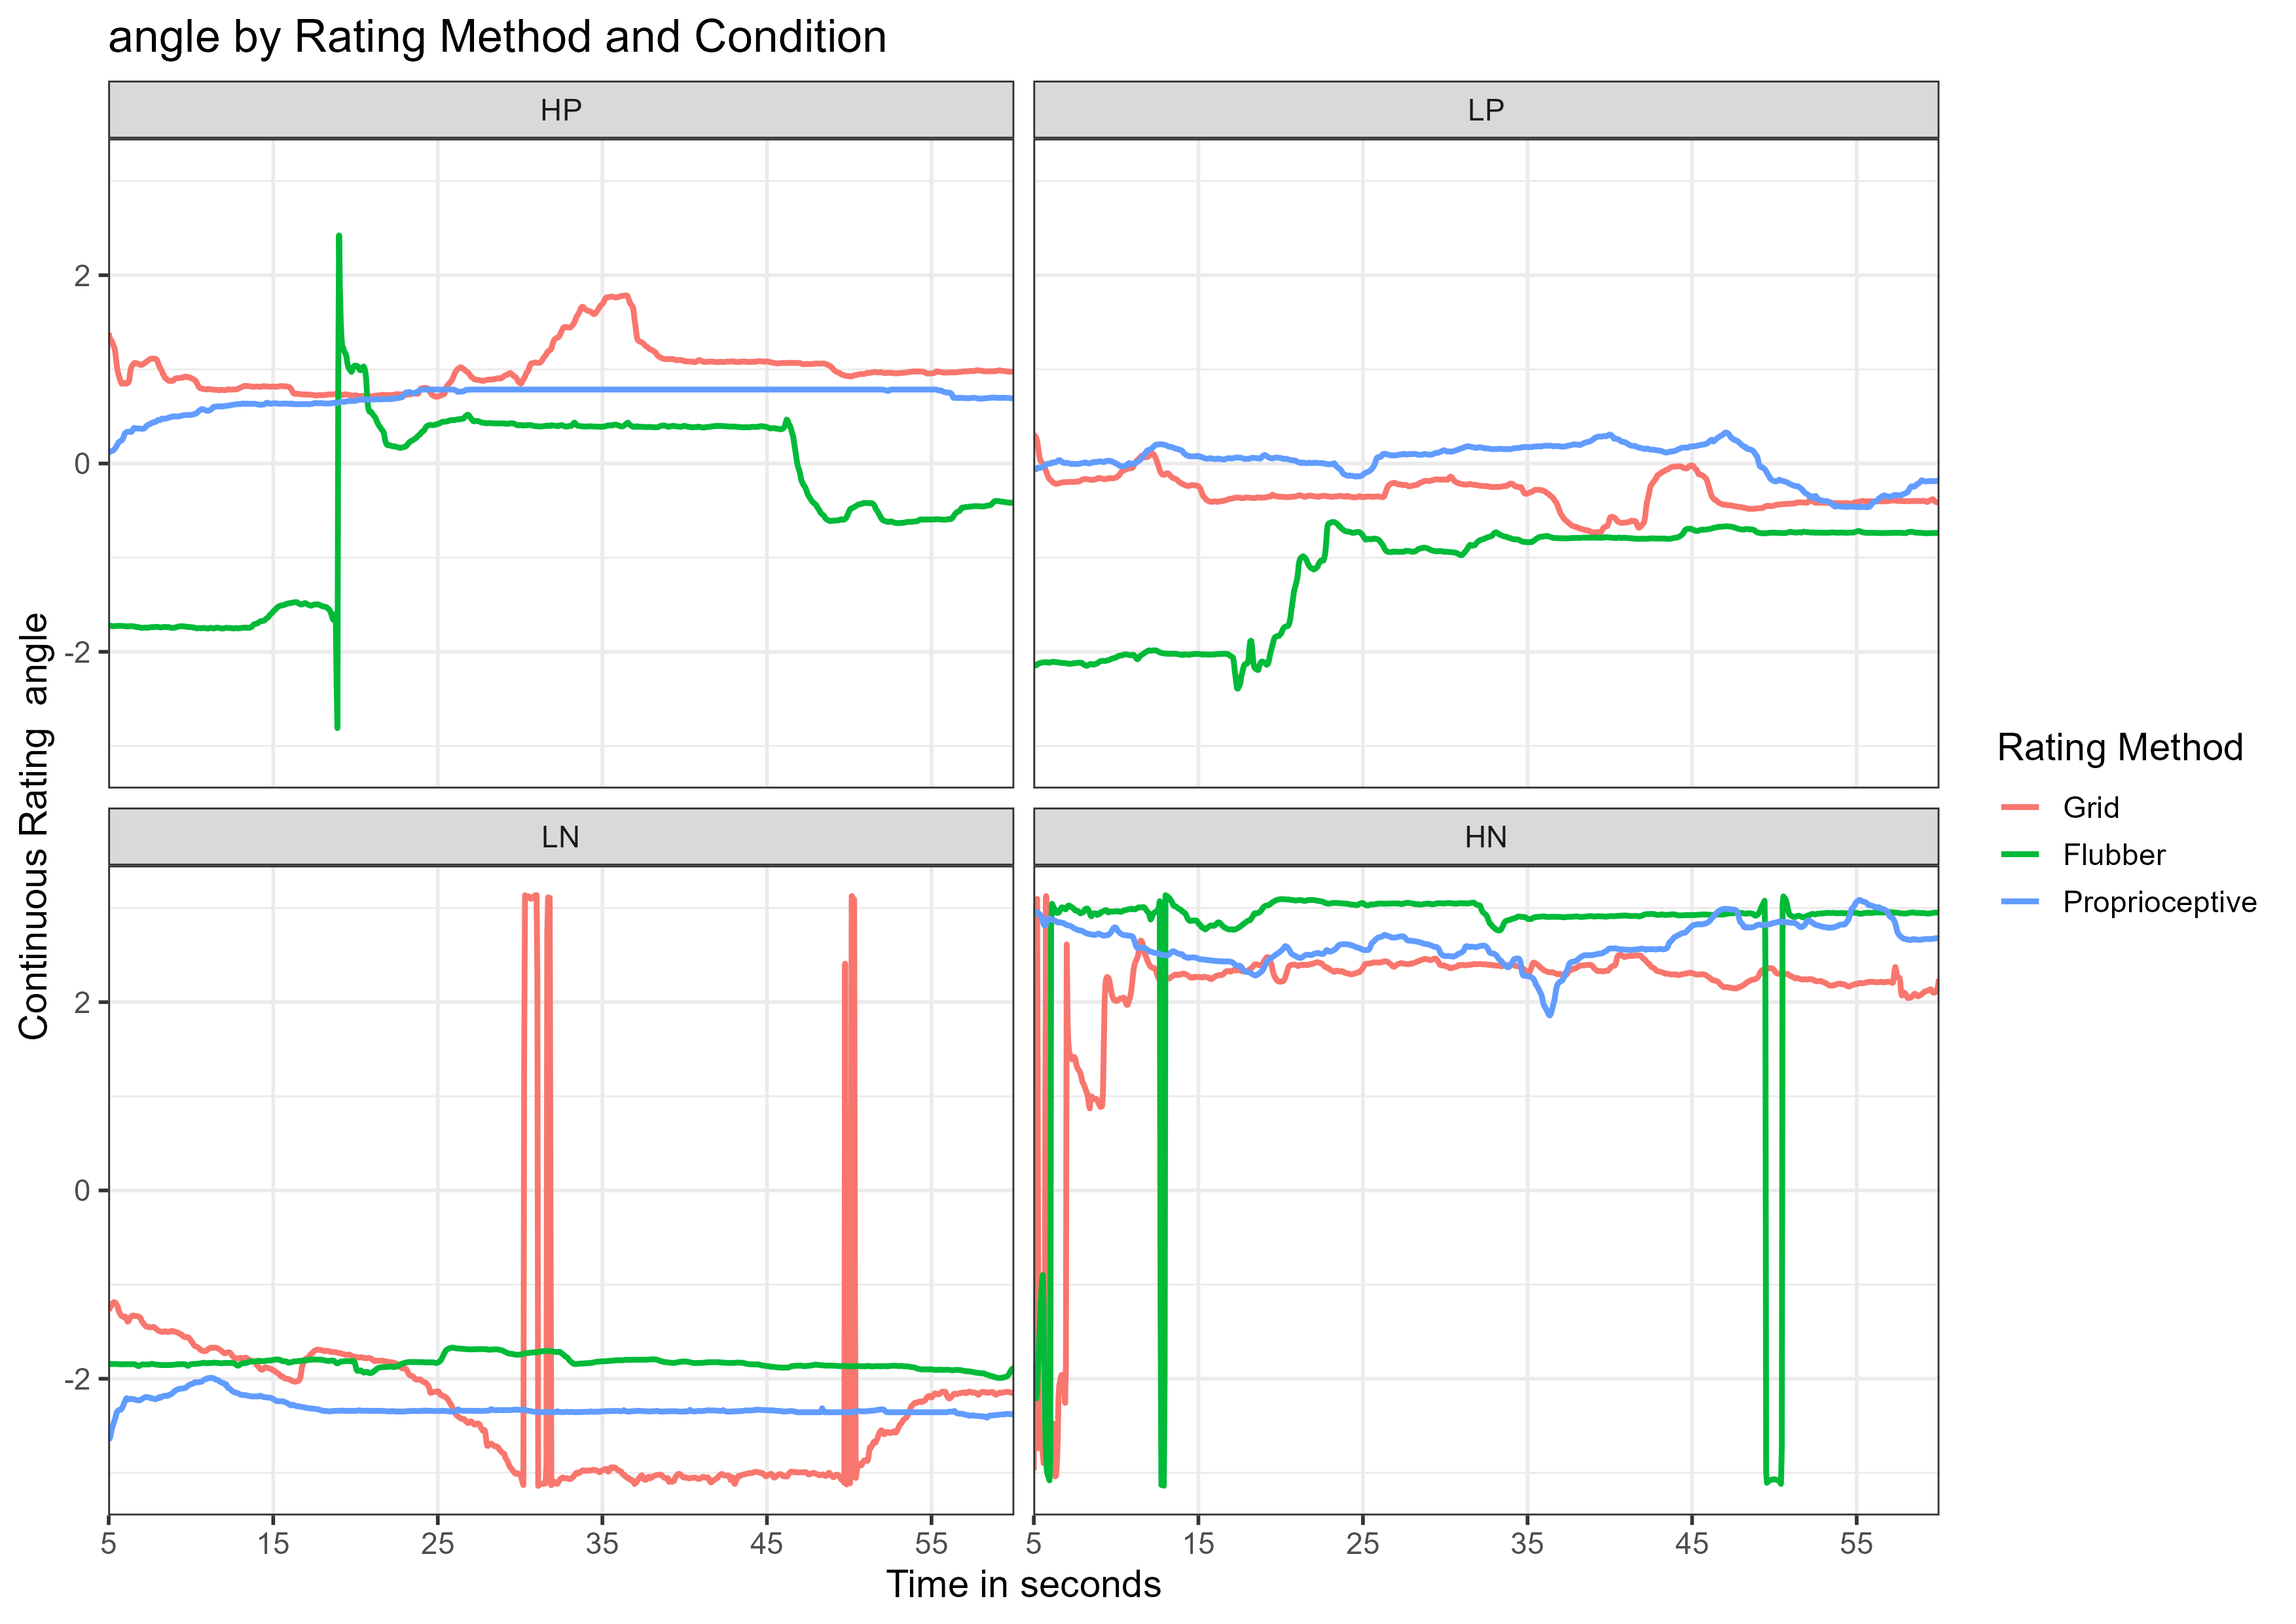 angle by Rating Method and Condition
HP
LP
2
0
-2
LN
HN
2
0
-2
5 15 25 35 45 55
5 15 25 35 45 55
Time in seconds
Continuous Rating angle
Rating Method
Grid
Flubber
Proprioceptive